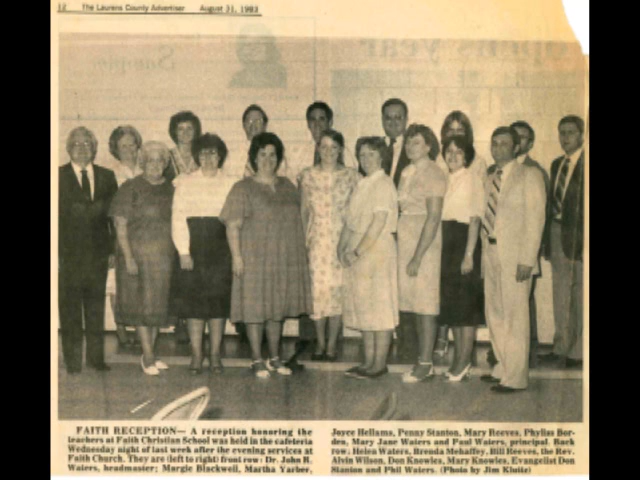 12 The Laurens County Advertiser August 31, 1983
FAITH RECEPTION— A reception honoring the
teachers at Faith Christian School was held in the cafeteria
Wednesday night of last week after the evening services at
Faith Church. They are (left to right) front row: Dr. John R.
Waters, headmaster; Margie Blackwell, Martha Yarber,
Joyce Hellams, Penny Stanton, Mary Reeves, Phyliss Bor-
den, Mary Jane Waters and Paul Waters, principal. Back
row: Helen Waters, Brenda Mehaffey, Bill Reeves, the Rev.
Alvin Wilson, Don Knowles, Mary Knowles, Evangelist Don
Stanton and Phil Waters. (Photo by Jim Kluttz)